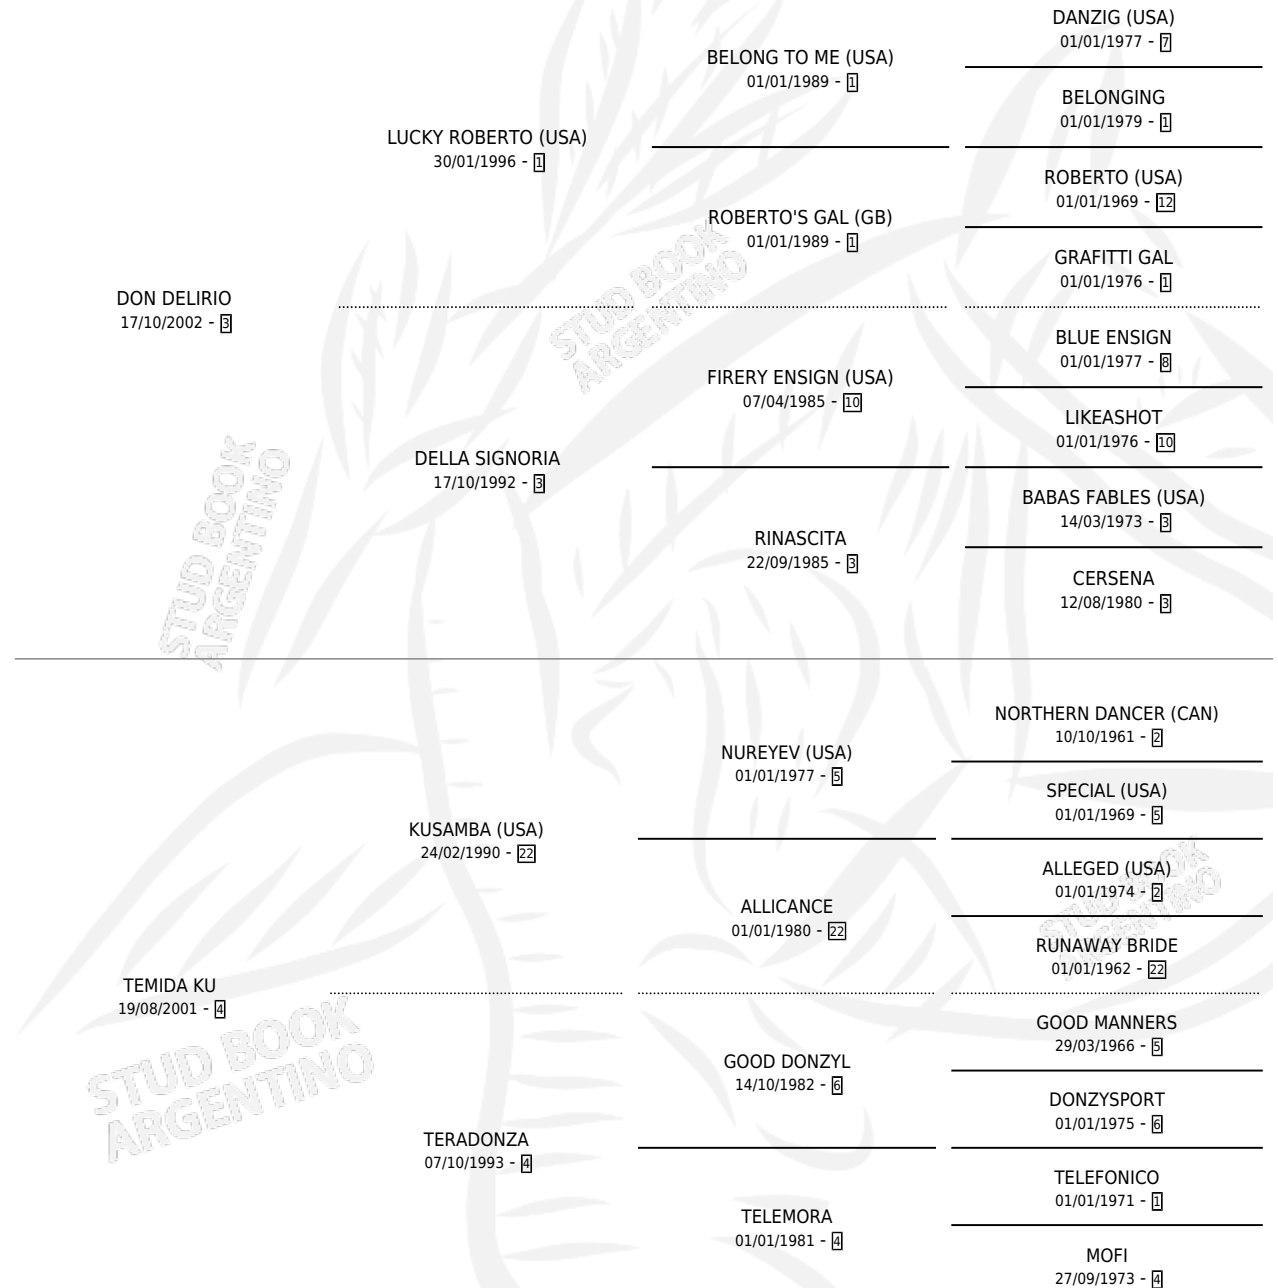 DANZIG (USA)
01/01/1977 - 7
BELONG TO ME (USA)
01/01/1989 - 1
BELONGING
01/01/1979 - 1
LUCKY ROBERTO (USA)
30/01/1996 - 1
ROBERTO (USA)
01/01/1969 - 12
ROBERTO'S GAL (GB)
01/01/1989 - 1
GRAFITTI GAL
01/01/1976 - 1
DON DELIRIO
17/10/2002 - 3
STUD BOOK
ARGENTINO
BLUE ENSIGN
01/01/1977 - 8
FIRERY ENSIGN (USA)
07/04/1985 - 10
LIKEASHOT
01/01/1976 - 10
DELLA SIGNORIA
17/10/1992 - 3
BABAS FABLES (USA)
14/03/1973 - 3
RINASCITA
22/09/1985 - 3
CERSENA
12/08/1980 - 3
STUD BOOK
ARGENTINO
NORTHERN DANCER (CAN)
10/10/1961 - 2
NUREYEV (USA)
01/01/1977 - 5
SPECIAL (USA)
01/01/1969 - 5
KUSAMBA (USA)
24/02/1990 - 22
ALLEGED (USA)
01/01/1974 - 2
ALLICANCE
01/01/1980 - 22
STUD BOOK
ARGENTINO
RUNAWAY BRIDE
01/01/1962 - 22
TEMIDA KU
19/08/2001 - 4
STUD BOOK
ARGENTINO
GOOD MANNERS
29/03/1966 - 5
GOOD DONZYL
14/10/1982 - 6
DONZYSPORT
01/01/1975 - 6
TERADONZA
07/10/1993 - 4
TELEFONICO
01/01/1971 - 1
TELEMORA
01/01/1981 - 4
MOFI
27/09/1973 - 4